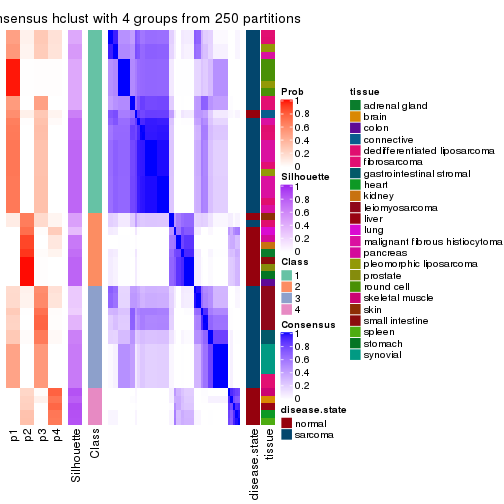 nsensus hclust with 4 groups from 250 partitions
Prob
1
0.8
0.6
0.4
0.2
0
Silhouette
1
0.8
0.6
0.4
0.2
0
Class
1
2
3
4
Consensus
1
0.8
0.6
0.4
0.2
0
disease.state
normal
sarcoma
tissue
adrenal gland
brain
colon
connective
dedifferentiated liposarcoma
fibrosarcoma
gastrointestinal stromal
heart
kidney
leiomyosarcoma
liver
lung
malignant fibrous histiocytoma
pancreas
pleomorphic liposarcoma
prostate
round cell
skeletal muscle
skin
small intestine
spleen
stomach
synovial
p1
p2
p3
p4
Silhouette
Class
disease.state
tissue